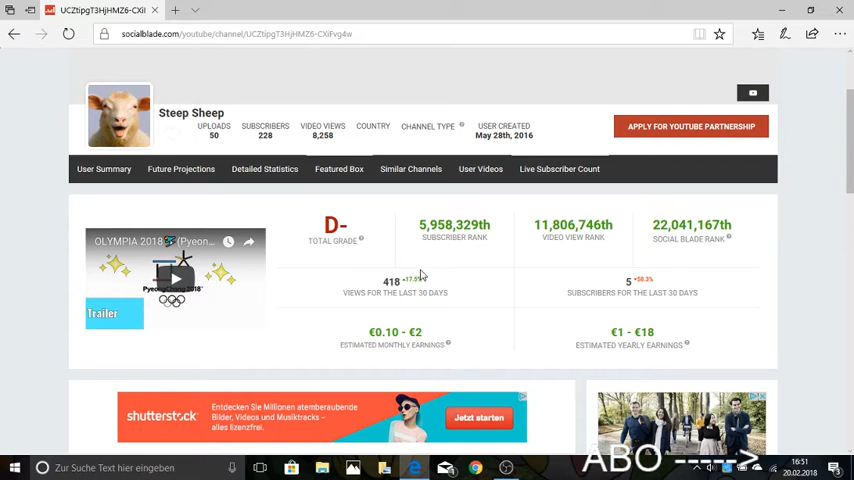 UCZtipgT3HjHMZ6-CXiI
socialblade.com/youtube/channel/UCZtipgT3HjHMZ6-CXiFvg4w
Steep Sheep
UPLOADS
50
SUBSCRIBERS
228
VIDEO VIEWS
8,258
COUNTRY
CHANNEL TYPE
USER CREATED
May 28th, 2016
APPLY FOR YOUTUBE PARTNERSHIP
User Summary
Future Projections
Detailed Statistics
Featured Box
Similar Channels
User Videos
Live Subscriber Count
OLYMPIA 2018 (Pyeon...
PyeongChang 2018
Trailer
D-
TOTAL GRADE
5,958,329th
SUBSCRIBER RANK
11,806,746th
VIDEO VIEW RANK
22,041,167th
SOCIAL BLADE RANK
418 +17.5%
VIEWS FOR THE LAST 30 DAYS
5
SUBSCRIBERS FOR THE LAST 30 DAYS
€0.10 - €2
ESTIMATED MONTHLY EARNINGS
€1 - €18
ESTIMATED YEARLY EARNINGS
shutterstock
Entdecken Sie Millionen atemberaubende
Bilder, Videos und Musiktracks –
alles lizenzfrei.
Jetzt starten
ABO ----->
Zur Suche Text hier eingeben
16:51
20.02.2018